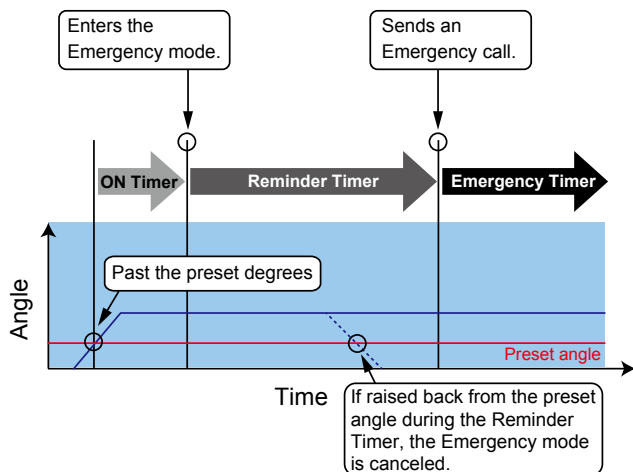 Enters the
Emergency mode.
Sends an
Emergency call.
ON Timer
Reminder Timer
Emergency Timer
Past the preset degrees
Angle
Preset angle
Time
If raised back from the preset
angle during the Reminder
Timer, the Emergency mode
is canceled.